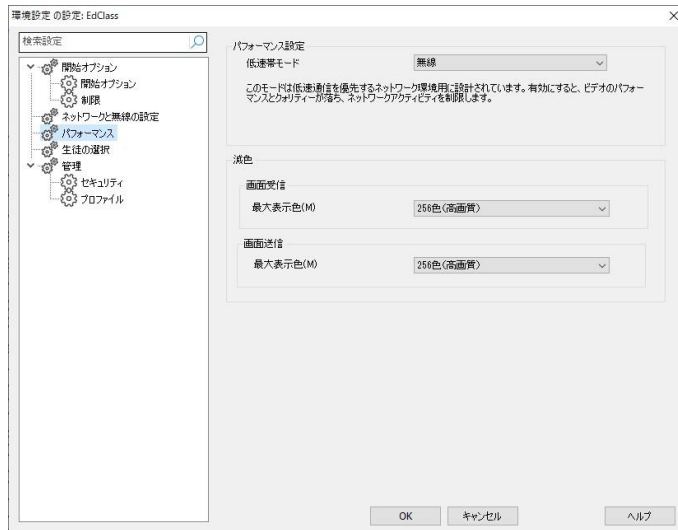 環境設定 の設定: EdClass
検索設定
開始オプション
開始オプション
制限
ネットワークと無線の設定
パフォーマンス
生徒の選択
管理
セキュリティ
プロファイル
パフォーマンス設定
低速帯モード
無線
このモードは低速通信を優先するネットワーク環境用に設計されています。有効にすると、ビデオのパフォー
マンスとクォリティーが落ち、ネットワークアクティビティを制限します。
減色
画面受信
最大表示色(M)
256色(高画質)
画面送信
最大表示色(M)
256色(高画質)
OK
キャンセル
ヘルプ